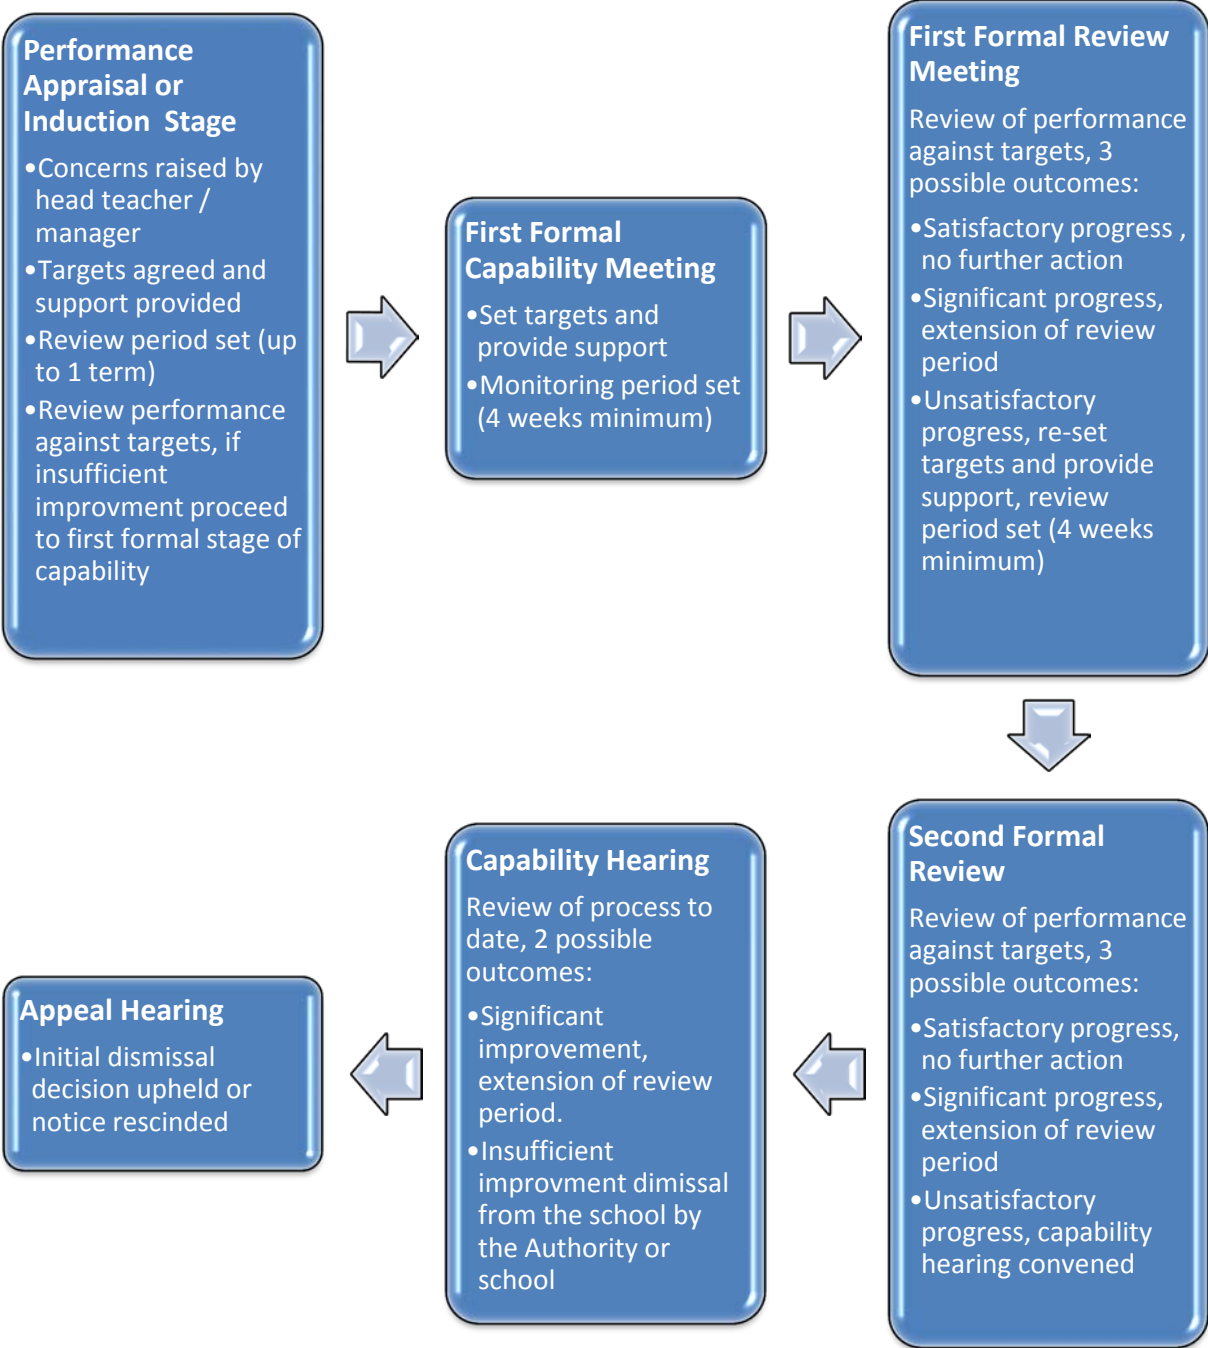 Performance
Appraisal or
Induction Stage
•Concerns raised by
head teacher /
manager
•Targets agreed and
support provided
•Review period set (up
to 1 term)
•Review performance
against targets, if
insufficient
improvment proceed
to first formal stage of
capability
First Formal
Capability Meeting
•Set targets and
provide support
•Monitoring period set
(4 weeks minimum)
First Formal Review
Meeting
Review of performance
against targets, 3
possible outcomes:
•Satisfactory progress ,
no further action
•Significant progress,
extension of review
period
•Unsatisfactory
progress, re-set
targets and provide
support, review
period set (4 weeks
minimum)
Second Formal
Review
Review of performance
against targets, 3
possible outcomes:
•Satisfactory progress,
no further action
•Significant progress,
extension of review
period
•Unsatisfactory
progress, capability
hearing convened
Capability Hearing
Review of process to
date, 2 possible
outcomes:
•Significant
improvement,
extension of review
period.
•Insufficient
improvment dimissal
from the school by
the Authority or
school
Appeal Hearing
•Initial dismissal
decision upheld or
notice rescinded